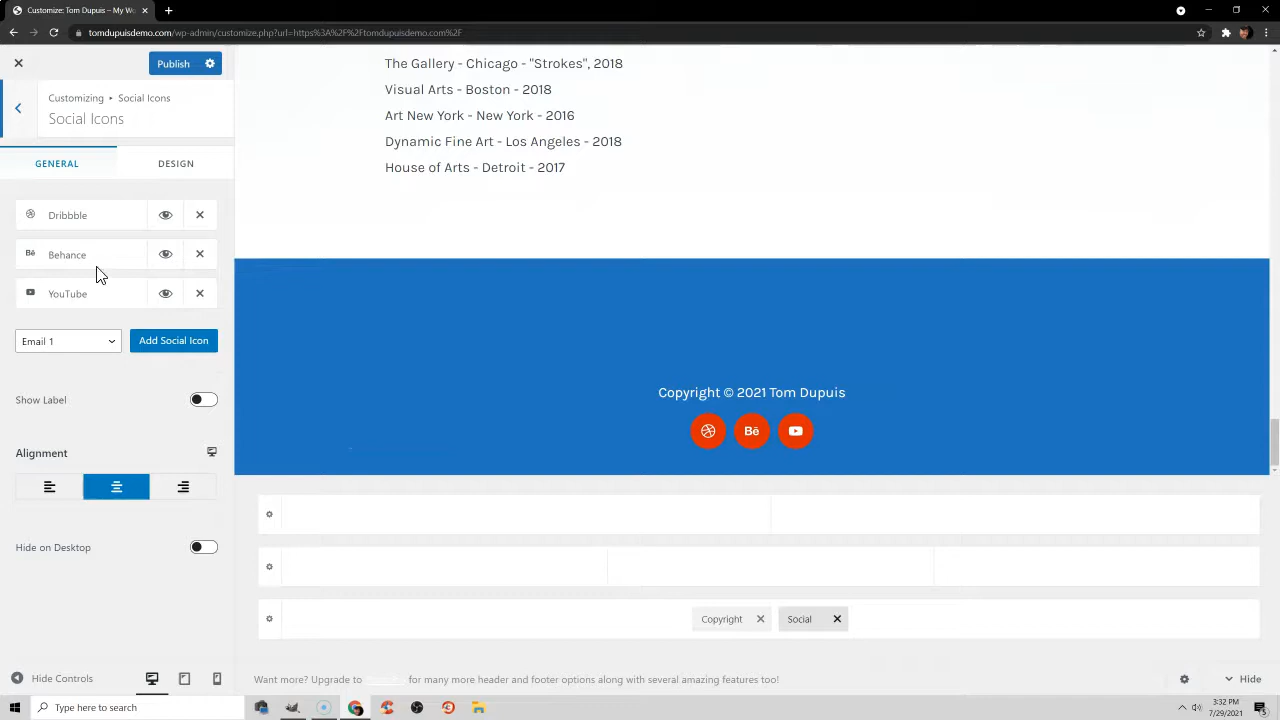 Customize: Tom Dupuis – My Wo
tomdupuisdemo.com/wp-admin/customize.php?url=https%3A%2F%2Ftomdupuisdemo.com%2F
Publish
Customizing • Social Icons
Social Icons
GENERAL
DESIGN
Dribbble
Bē Behance
YouTube
Email 1
Add Social Icon
Show Label
Alignment
Hide on Desktop
Hide Controls
The Gallery - Chicago - "Strokes", 2018
Visual Arts - Boston - 2018
Art New York - New York - 2016
Dynamic Fine Art - Los Angeles - 2018
House of Arts - Detroit - 2017
Copyright © 2021 Tom Dupuis
Bē
Copyright
Social
Want more? Upgrade to
for many more header and footer options along with several amazing features too!
Hide
Type here to search
3:32 PM
7/29/2021